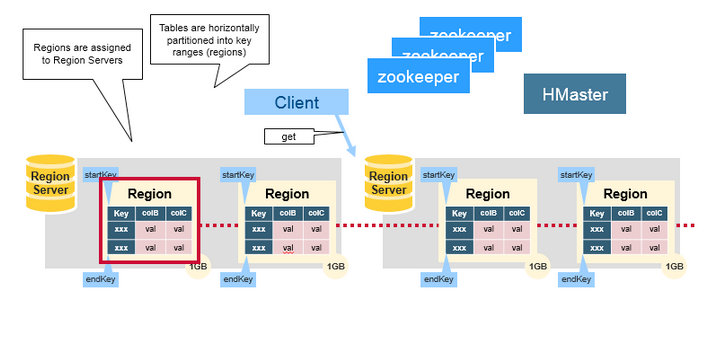 Tables are horizontally
partitioned into key
ranges (regions)
Regions are assigned
to Region Servers
zookeeper
zookeeper
zookeeper
HMaster
Client
get
Region
Server
startKey
Region
Key colB colC
xxx val val
xxx val val
1GB
endKey
startKey
Region
Key colB colC
xxx val val
xxx val val
1GB
endKey
Region
Server
startKey
Region
Key colB colC
xxx val val
xxx val val
1GB
endKey
startKey
Region
Key colB colC
xxx val val
xxx val val
1GB
endKey